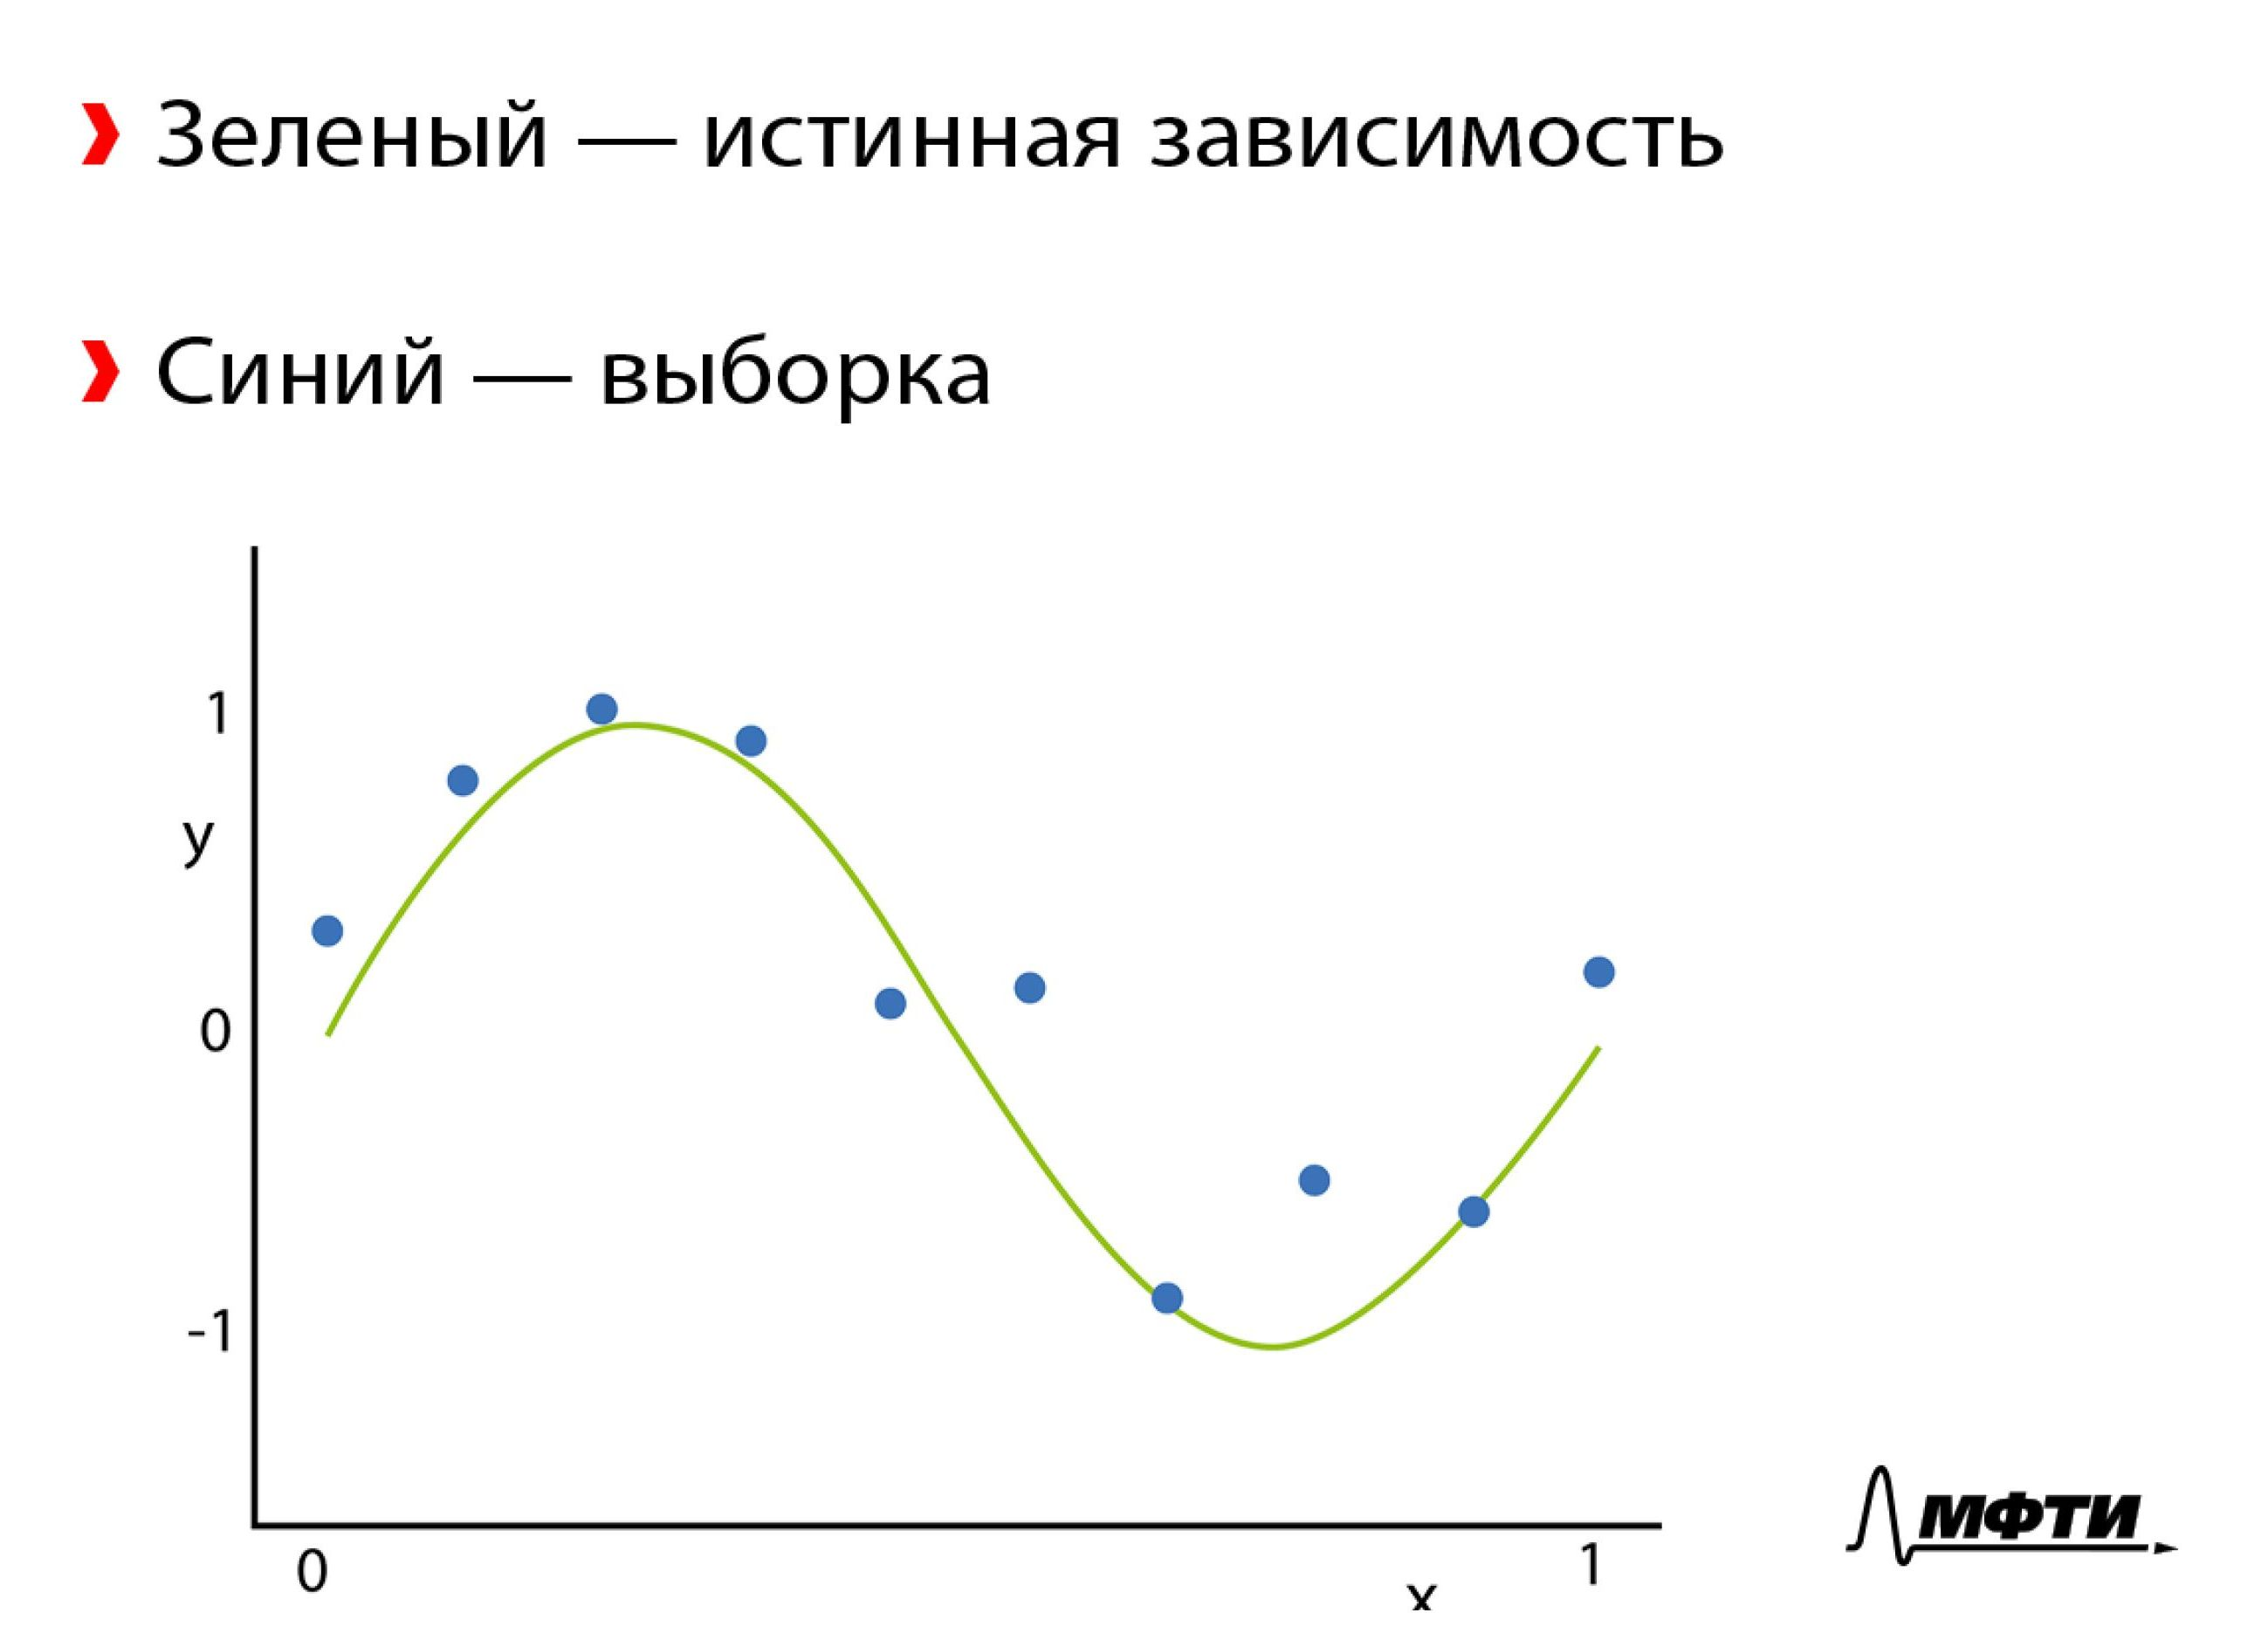 Зеленый — истинная зависимость
Синий — выборка
1
y
0
-1
0
1
x
МФТИ